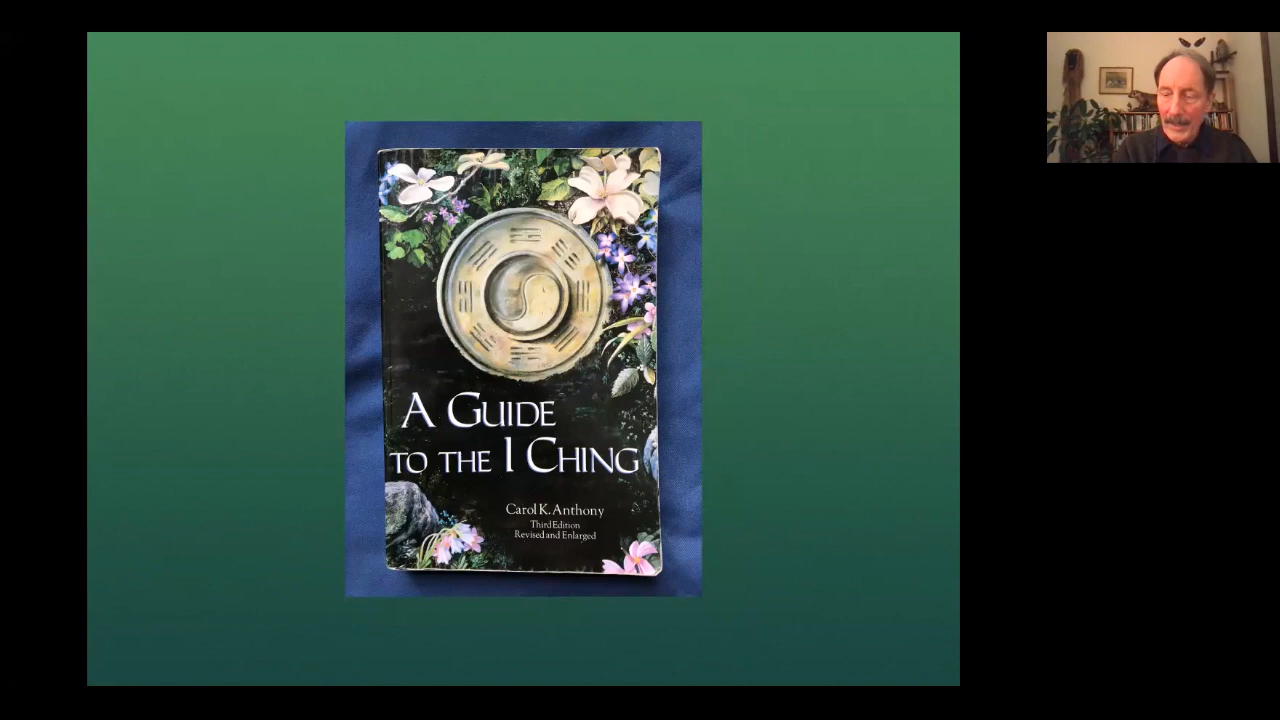 A GUIDE
TO THE I CHING
Carol K. Anthony
Third Edition
Revised and Enlarged